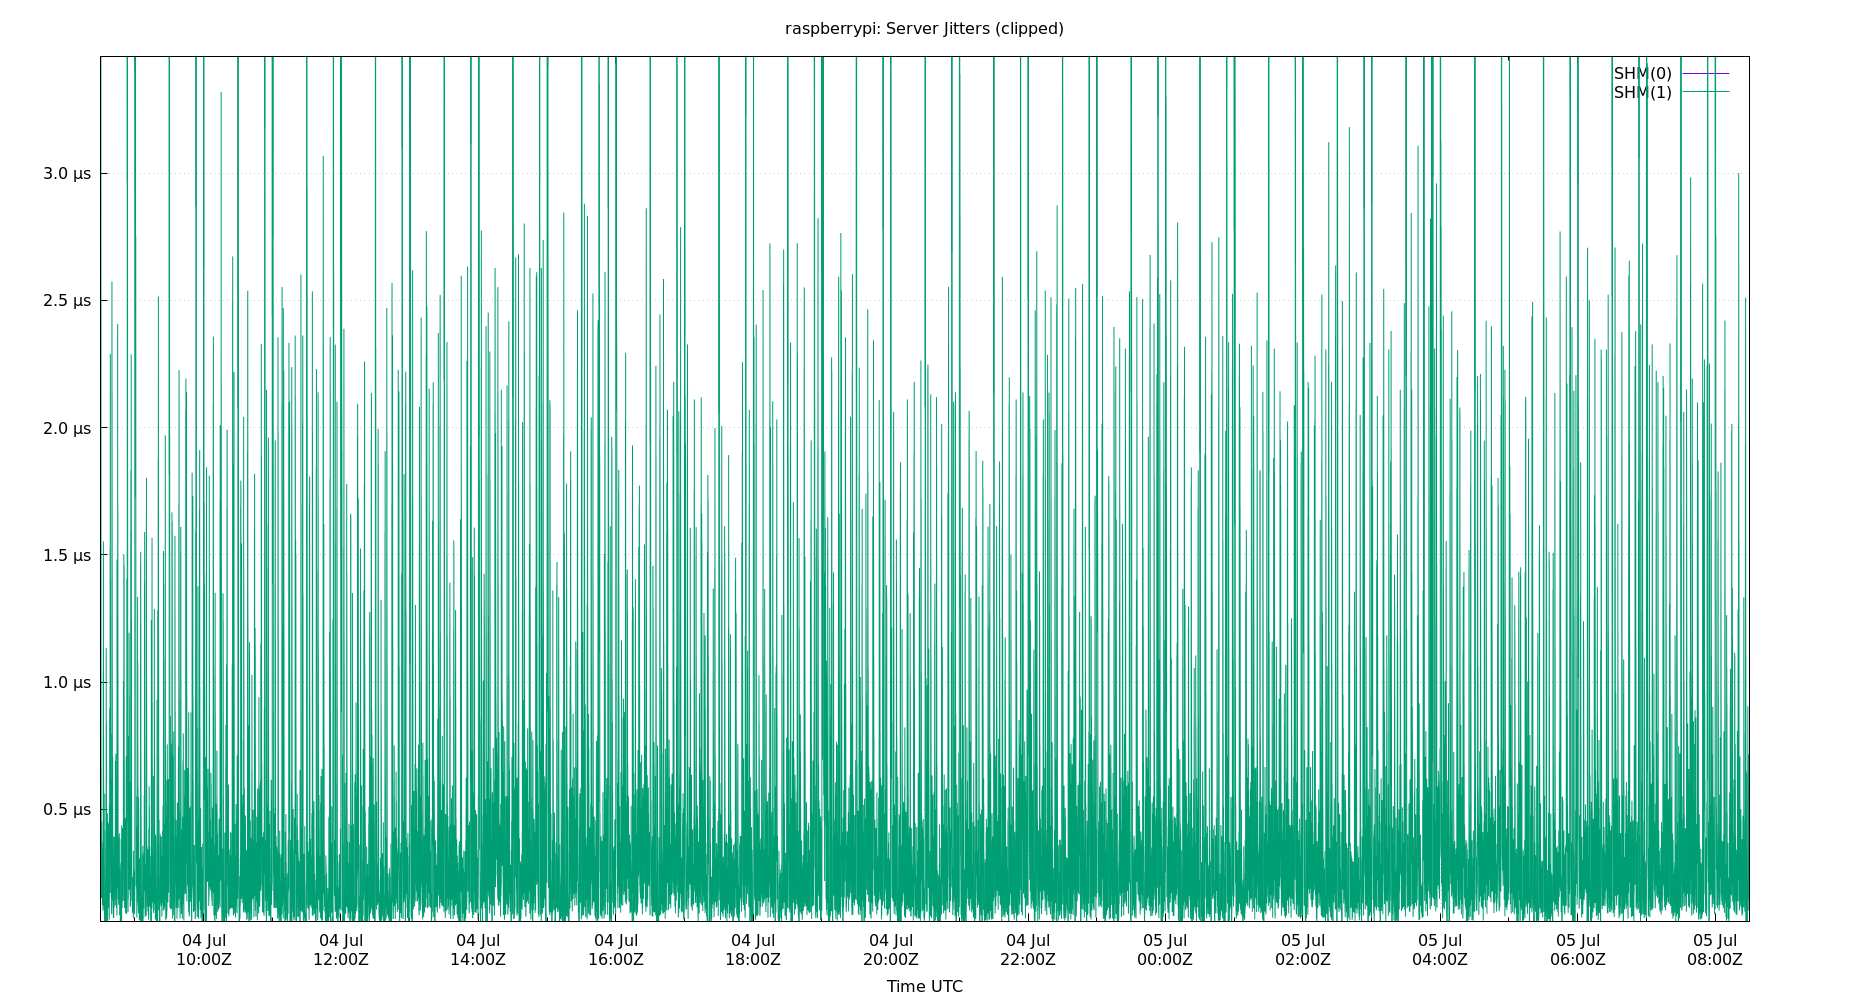 raspberrypi: Server Jitters (clipped)
SHM(0)
SHM(1)
3.0 µs
2.5 µs
2.0 µs
1.5 µs
1.0 µs
0.5 µs
04 Jul 04 Jul 04 Jul 04 Jul 04 Jul 04 Jul 04 Jul 05 Jul 05 Jul 05 Jul 05 Jul 05 Jul
10:00Z 12:00Z 14:00Z 16:00Z 18:00Z 20:00Z 22:00Z 00:00Z 02:00Z 04:00Z 06:00Z 08:00Z
Time UTC